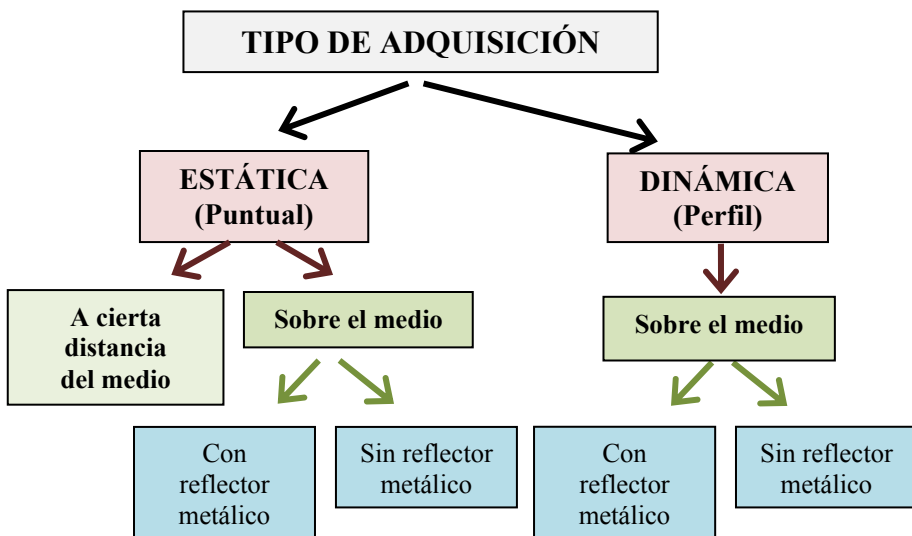 TIPO DE ADQUISICIÓN
ESTÁTICA
(Puntual)
DINÁMICA
(Perfil)
A cierta
distancia
del medio
Sobre el medio
Sobre el medio
Con
reflector
metálico
Sin reflector
metálico
Con
reflector
metálico
Sin reflector
metálico